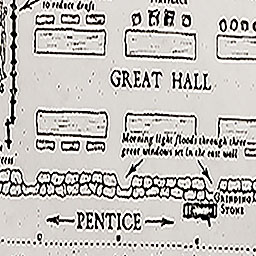 to reduce draft
GREAT HALL
Morning light floods through three
great windows set in the east wall
GRINDING
STONE
PENTICE